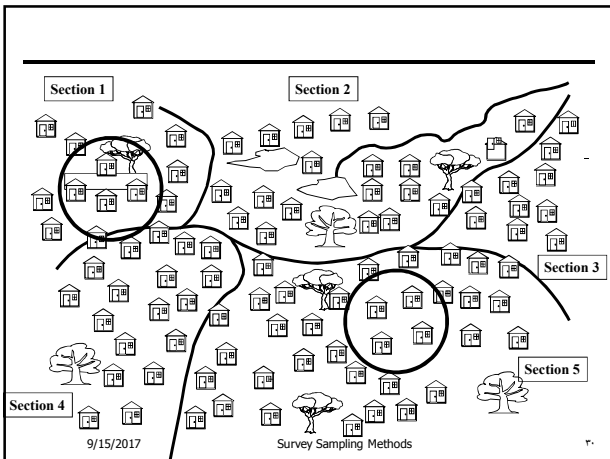 Section 1
Section 2
Section 3
Section 5
Section 4
9/15/2017
Survey Sampling Methods
٣٠